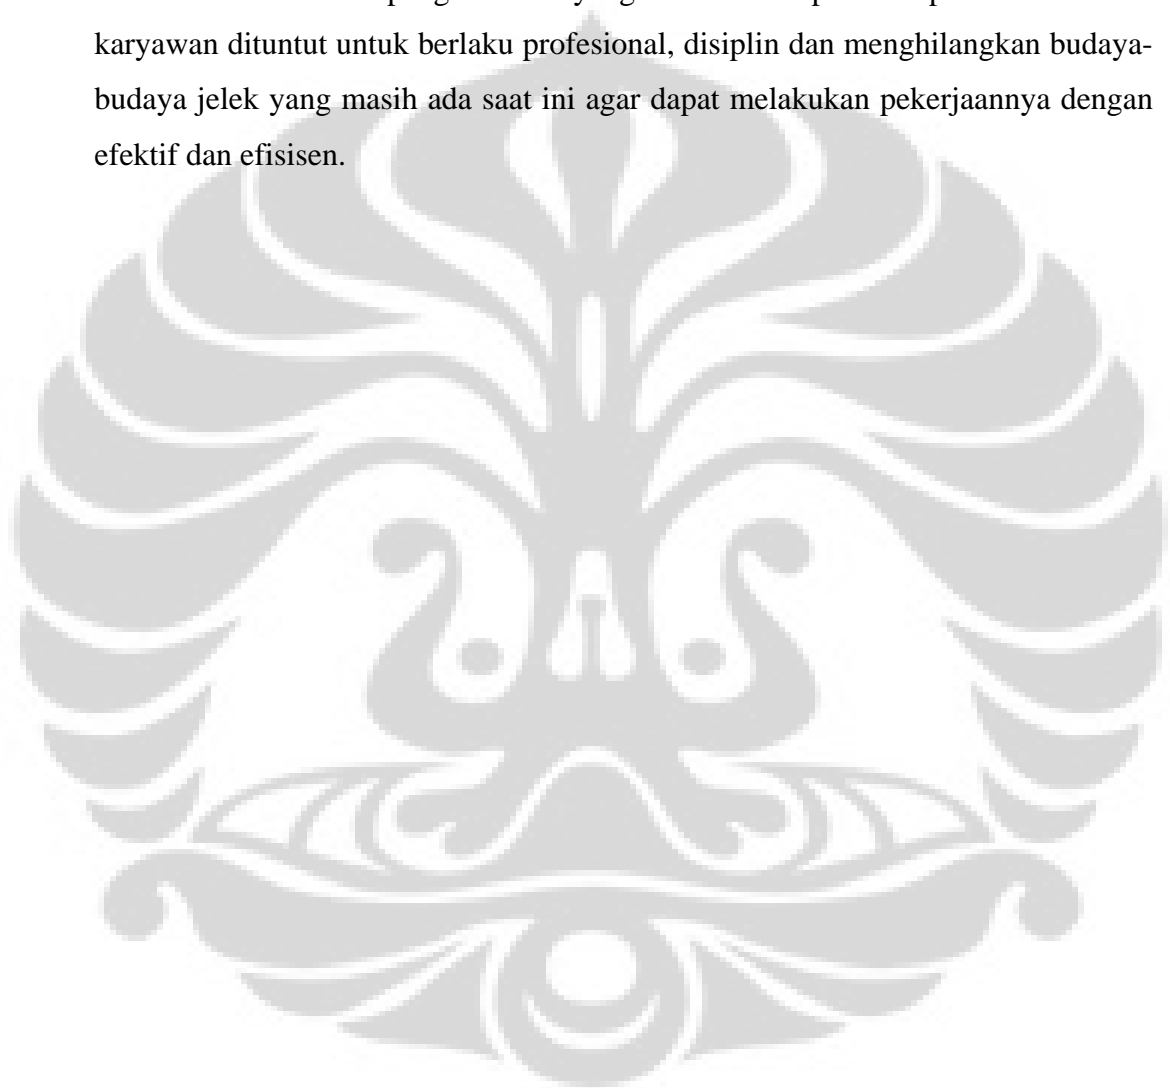 karyawan dituntut untuk berlaku profesional, disiplin dan menghilangkan budaya-
budaya jelek yang masih ada saat ini agar dapat melakukan pekerjaannya dengan
efektif dan efisisen.